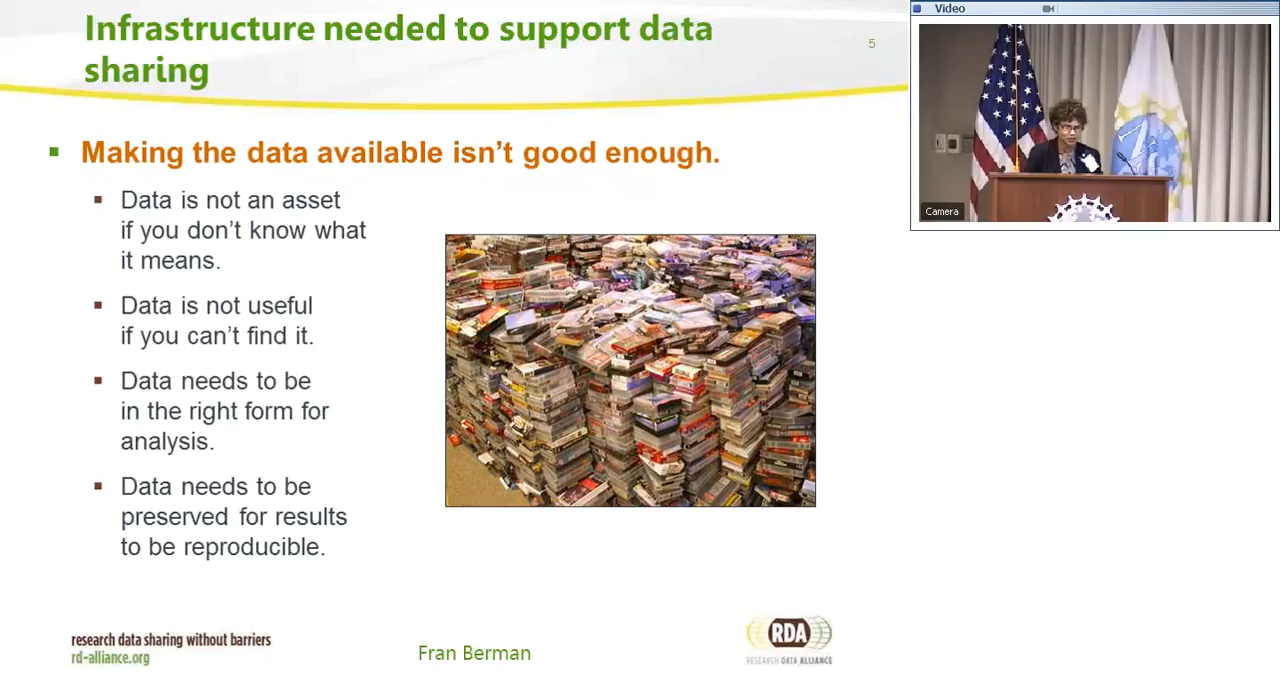 Infrastructure needed to support data
sharing
5
Video
Camera
Making the data available isn’t good enough.
Data is not an asset
if you don’t know what
it means.
Data is not useful
if you can’t find it.
Data needs to be
in the right form for
analysis.
Data needs to be
preserved for results
to be reproducible.
research data sharing without barriers
rd-alliance.org
Fran Berman
RDA
RESEARCH DATA ALLIANCE